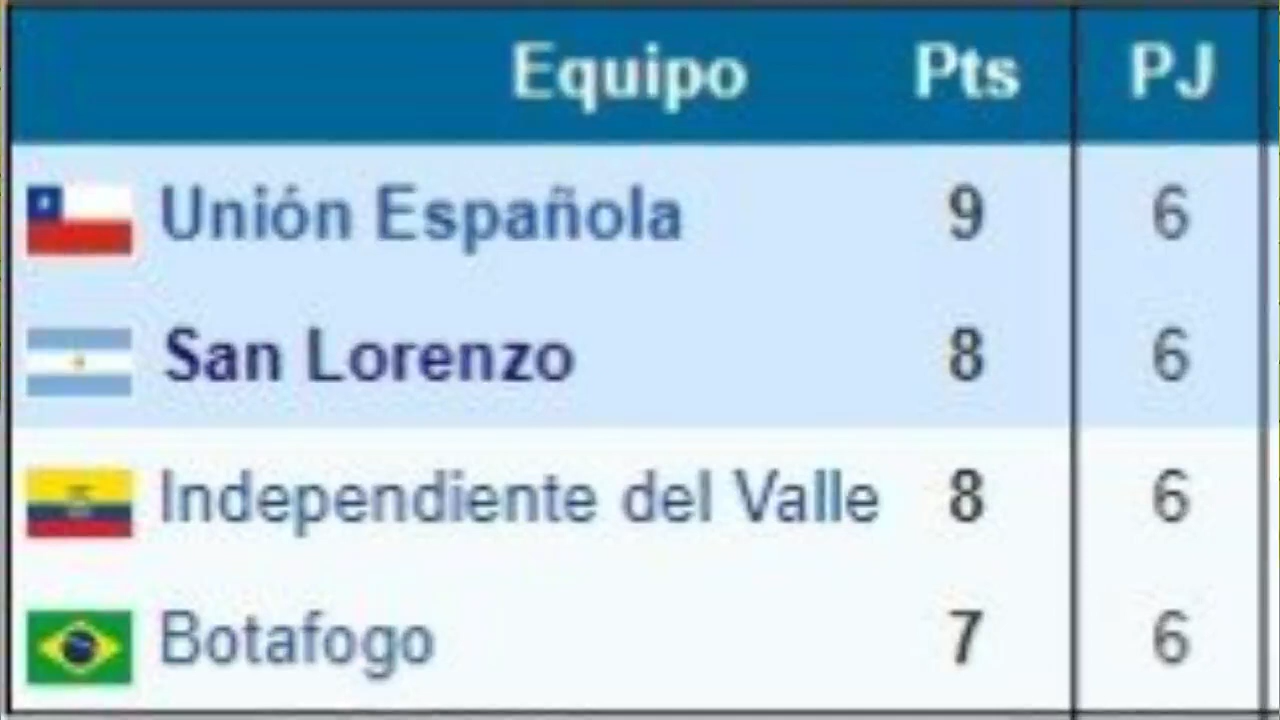 Equipo Pts PJ
Unión Española 9 6
San Lorenzo 8 6
Independiente del Valle 8 6
Botafogo 7 6